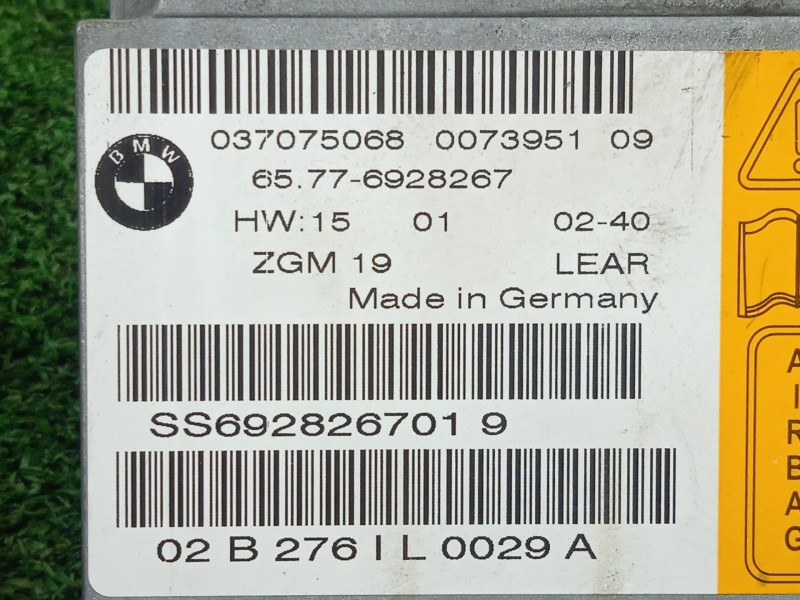 037075068 0073951 09
BMW
65.77-6928267
HW:15 01 02-40
ZGM 19 LEAR
Made in Germany
SS692826701 9
02 B 276 I L 0029 A
AIRBAG